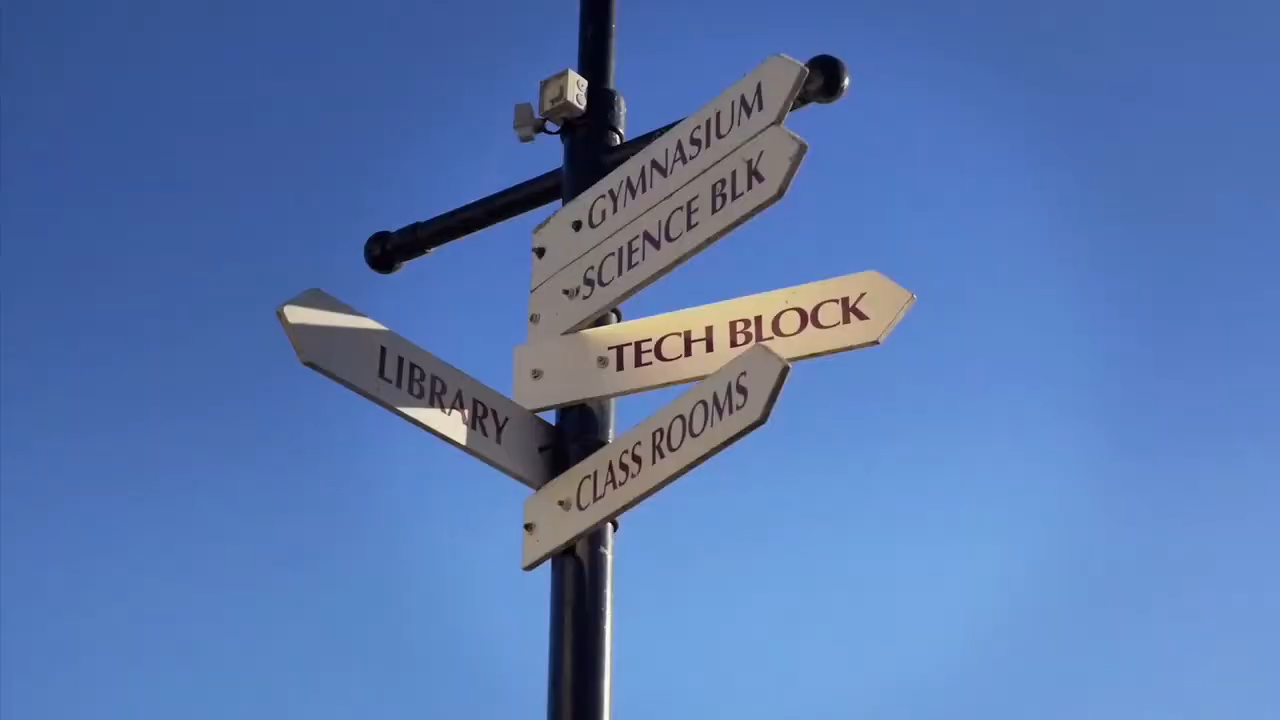 GYMNASIUM
SCIENCE BLK
TECH BLOCK
LIBRARY
CLASS ROOMS